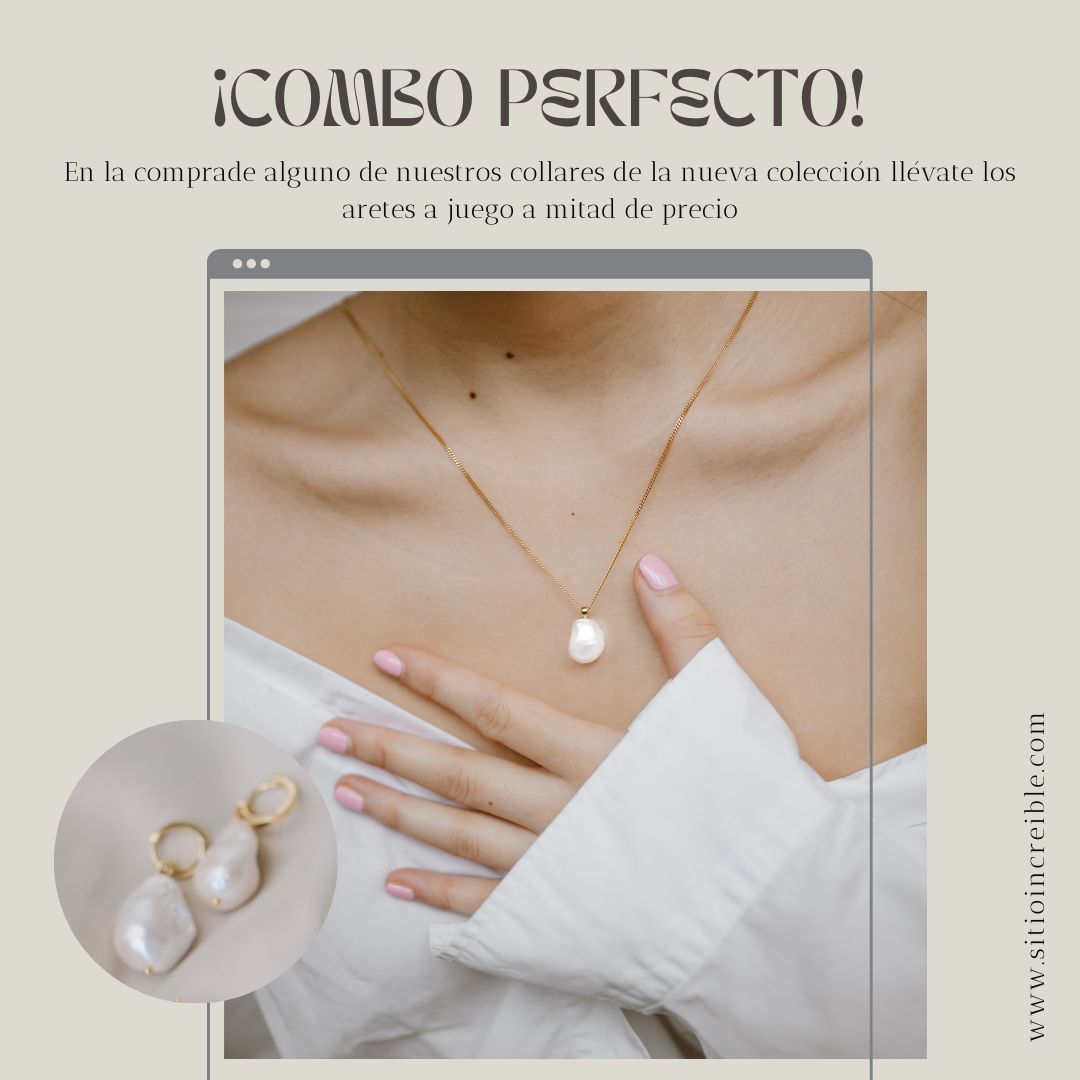 ¡COMBO PERFECTO!
En la comprade alguno de nuestros collares de la nueva colección llévate los
aretes a juego a mitad de precio
www.sitioincreible.com